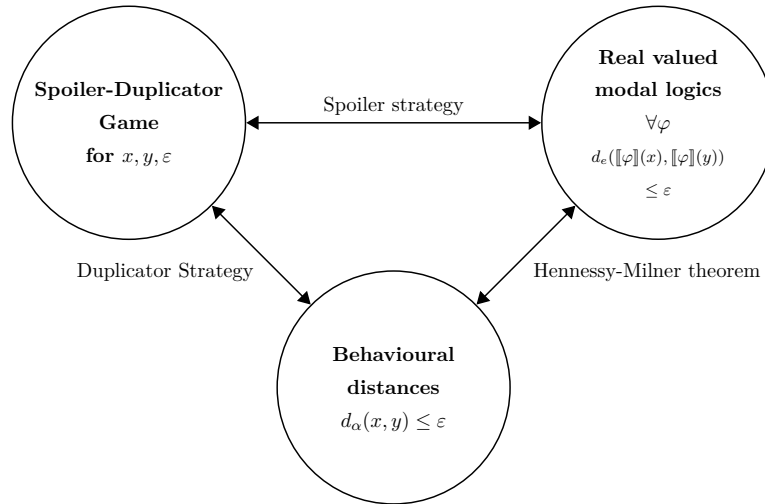 Spoiler-Duplicator
Game
for x, y, ε
Spoiler strategy
Real valued
modal logics
∀φ
d_e(⟦φ⟧(x), ⟦φ⟧(y))
≤ ε
Duplicator Strategy
Hennessy-Milner theorem
Behavioural
distances
d_α(x, y) ≤ ε